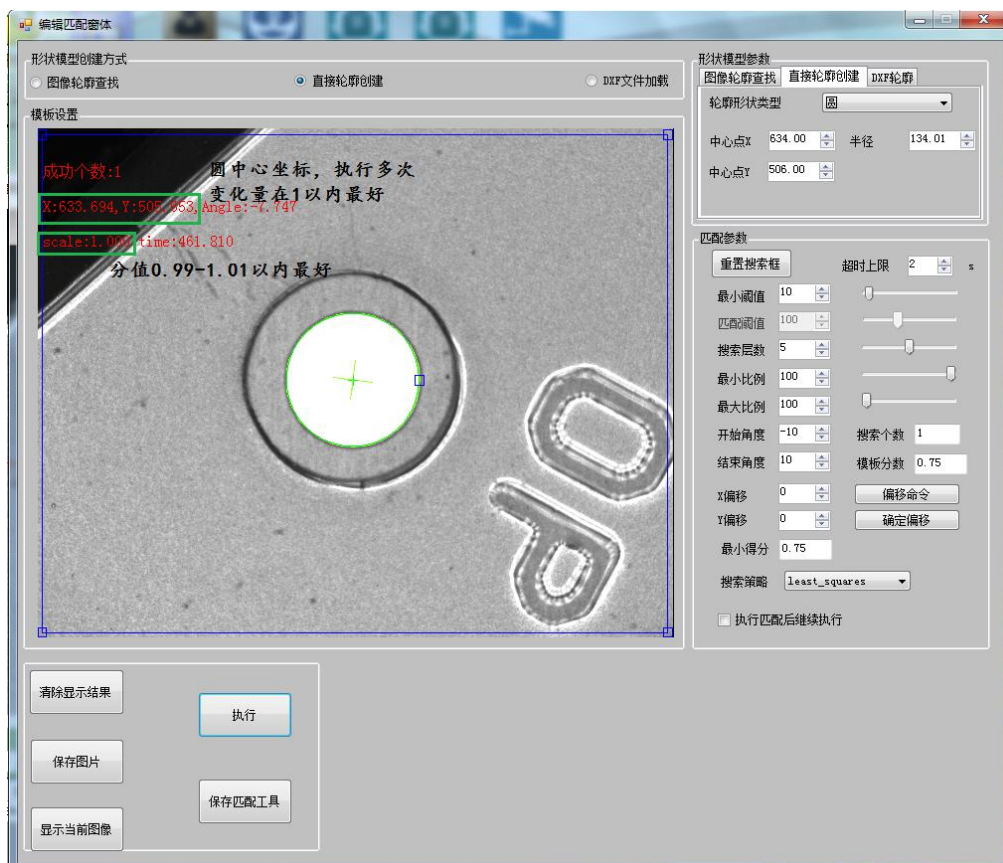 编辑匹配窗体
形状模型创建方式
图像轮廓查找
直接轮廓创建
DXF文件加载
模板设置
成功个数:1
圆中心坐标，执行多次
变化量在1以内最好
X:633.694,Y:505.953,Angle:-7.747
scale:1.000,time:461.810
分值0.99-1.01以内最好
形状模型参数
图像轮廓查找 直接轮廓创建 DXF轮廓
轮廓形状类型 圆
中心点X 634.00 半径 134.01
中心点Y 506.00
匹配参数
重置搜索框 超时上限 2 s
最小阈值 10
匹配阈值 100
搜索层数 5
最小比例 100
最大比例 100
开始角度 -10 搜索个数 1
结束角度 10 模板分数 0.75
X偏移 0 偏移命令
Y偏移 0 确定偏移
最小得分 0.75
搜索策略 least_squares
执行匹配后继续执行
清除显示结果
执行
保存图片
保存匹配工具
显示当前图像